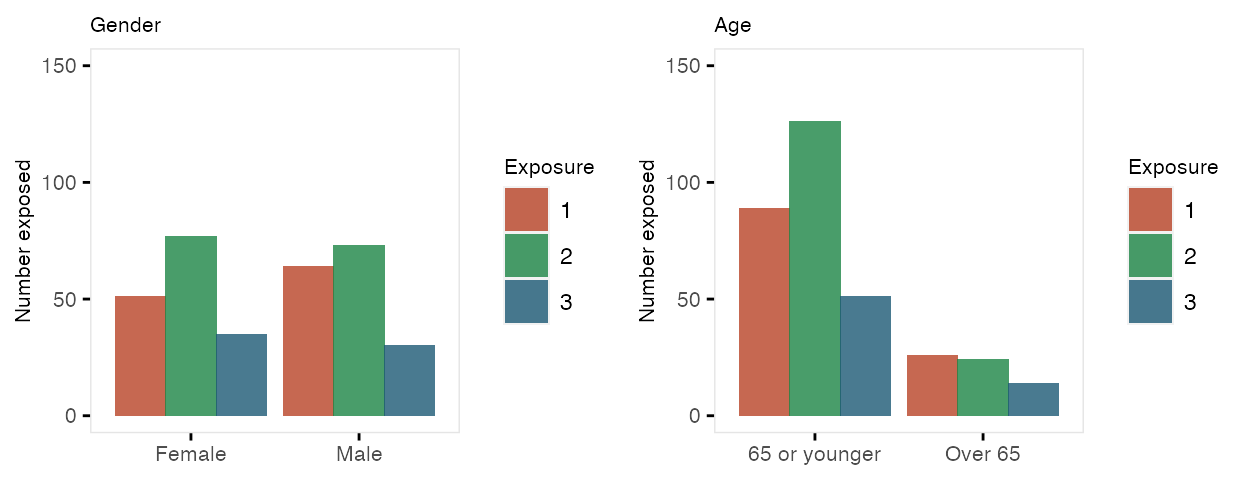 Gender
150
100
50
0
Number exposed
Female Male
Exposure
1
2
3
Age
150
100
50
0
Number exposed
65 or younger Over 65
Exposure
1
2
3